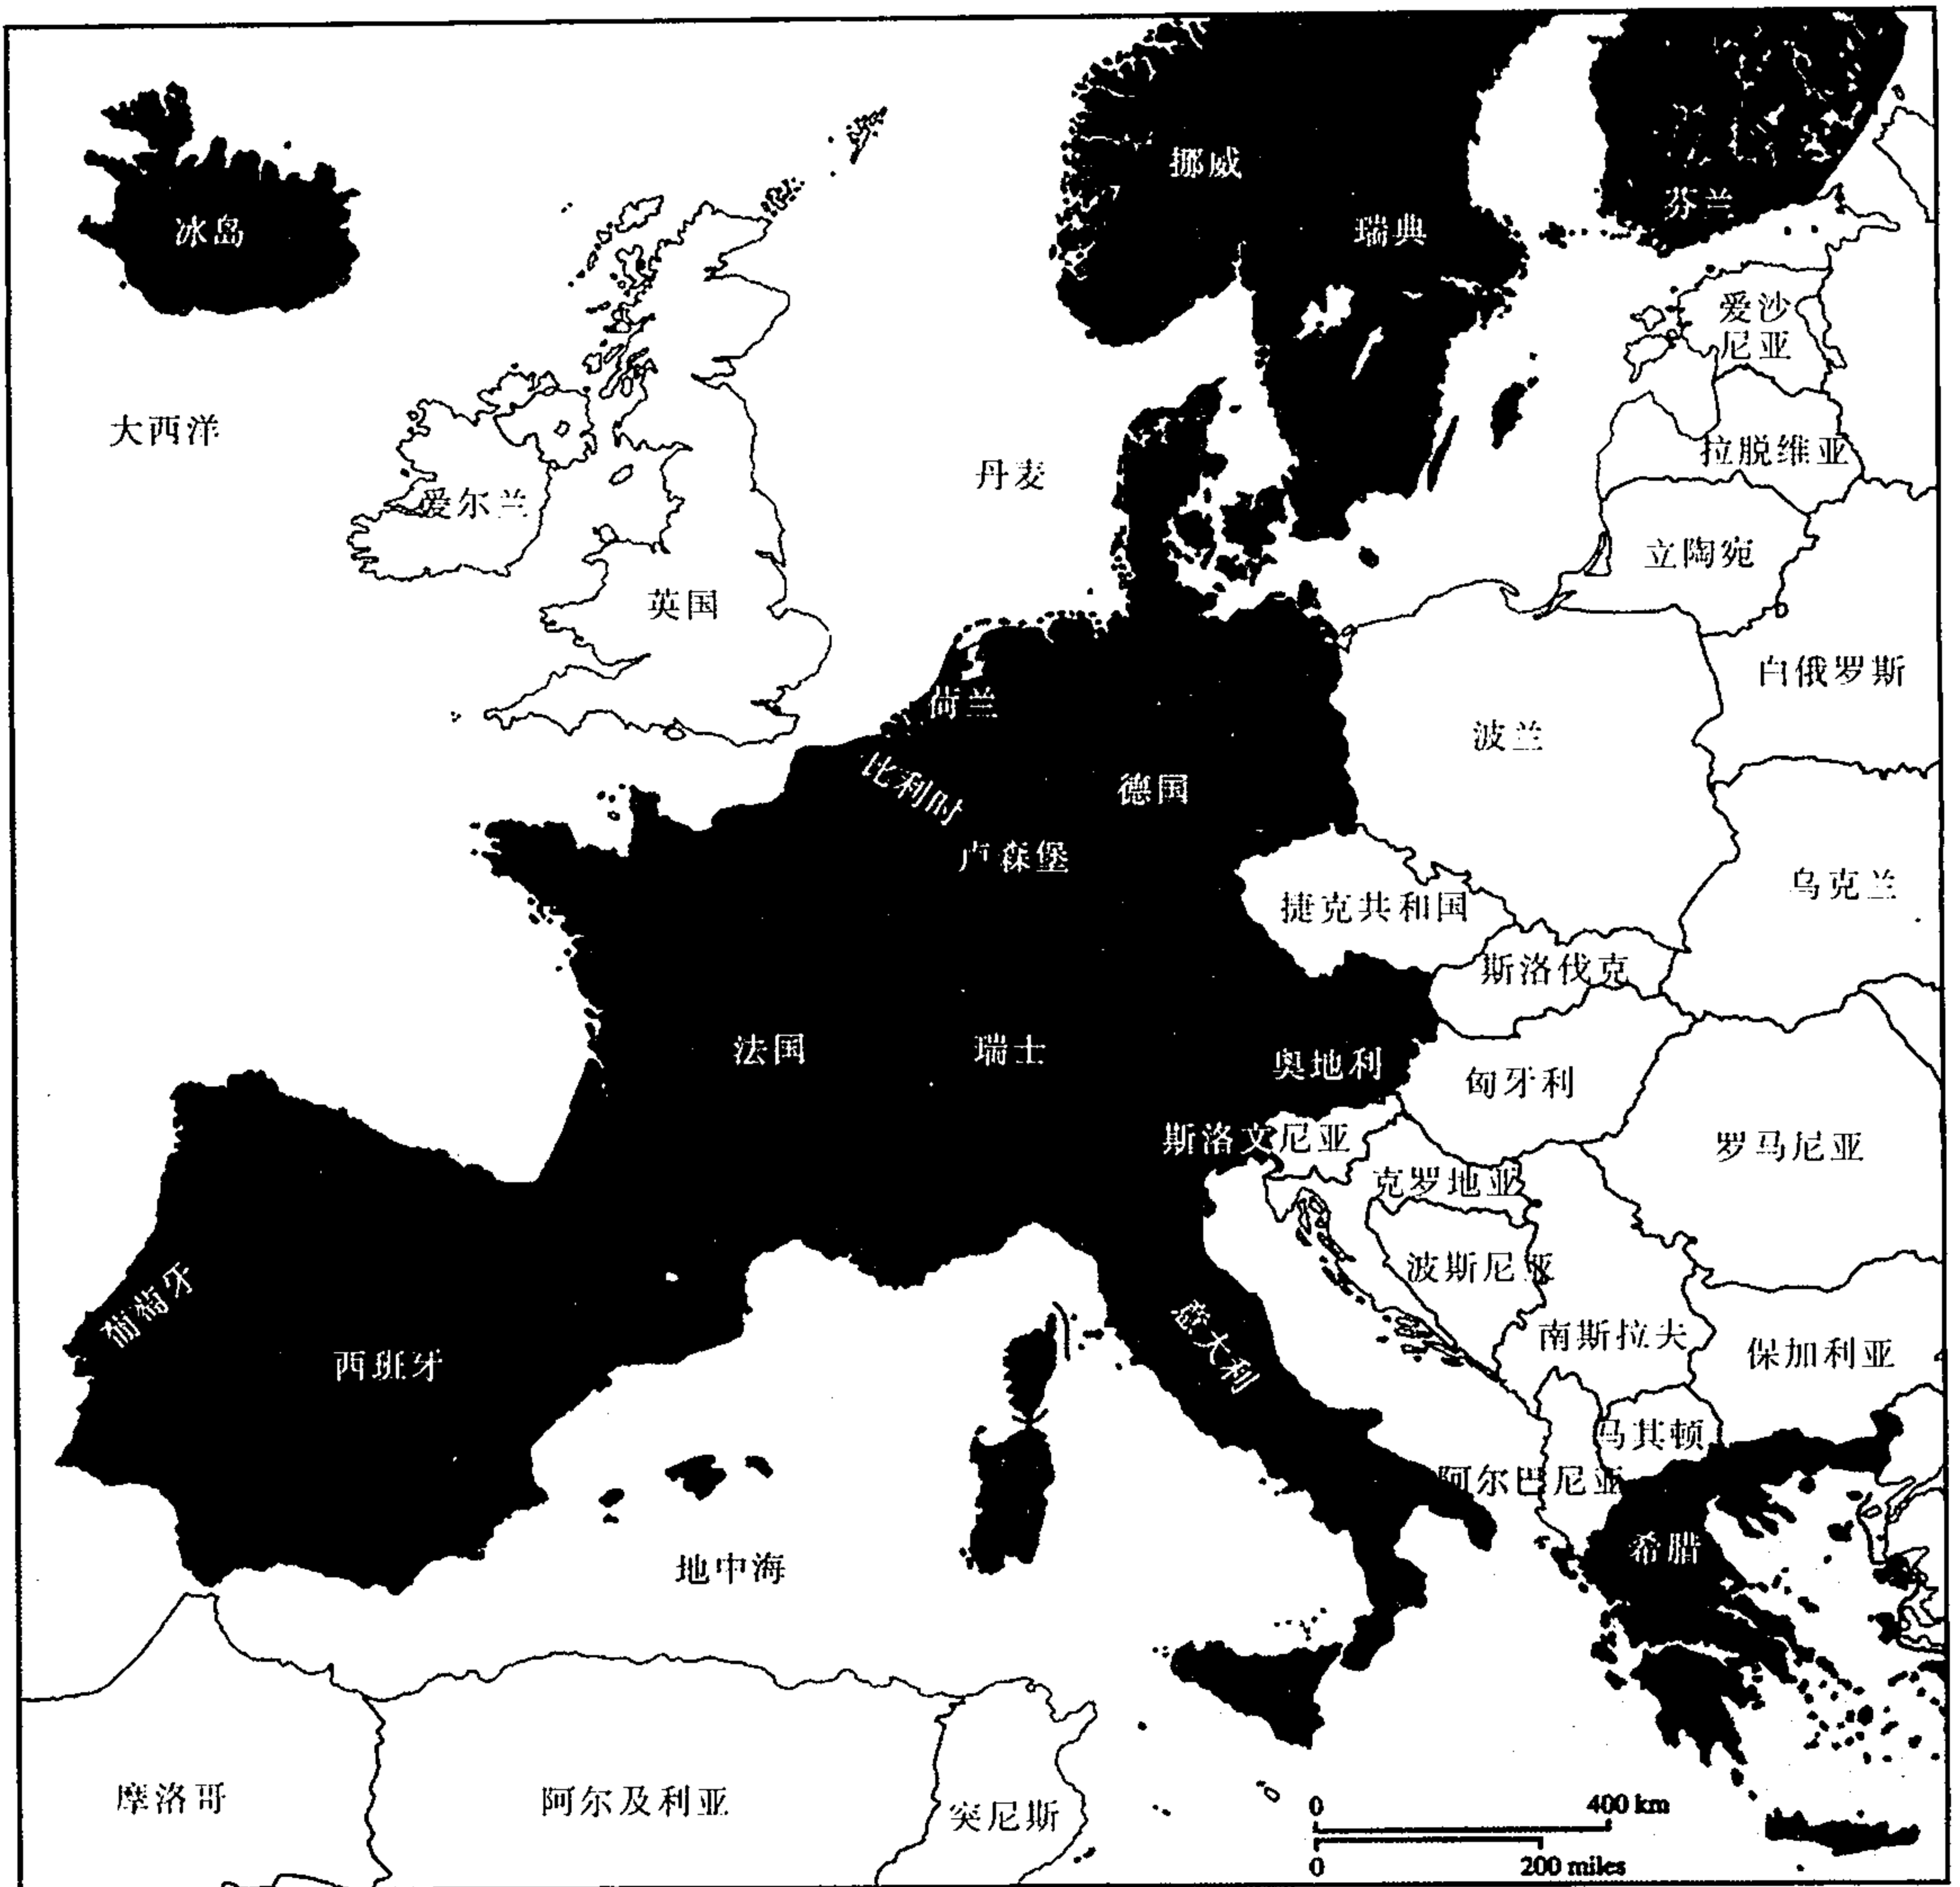 冰岛
挪威
瑞典
芬兰
爱沙
尼亚
大西洋
丹麦
拉脱维亚
爱尔兰
立陶宛
英国
白俄罗斯
荷兰
波兰
比利时
德国
卢森堡
乌克兰
捷克共和国
斯洛伐克
法国
瑞士
奥地利
匈牙利
斯洛文尼亚
罗马尼亚
克罗地亚
葡萄牙
波斯尼亚
意大利
南斯拉夫
保加利亚
西班牙
马其顿
阿尔巴尼亚
希腊
地中海
摩洛哥
阿尔及利亚
突尼斯
0 400 km
0 200 miles